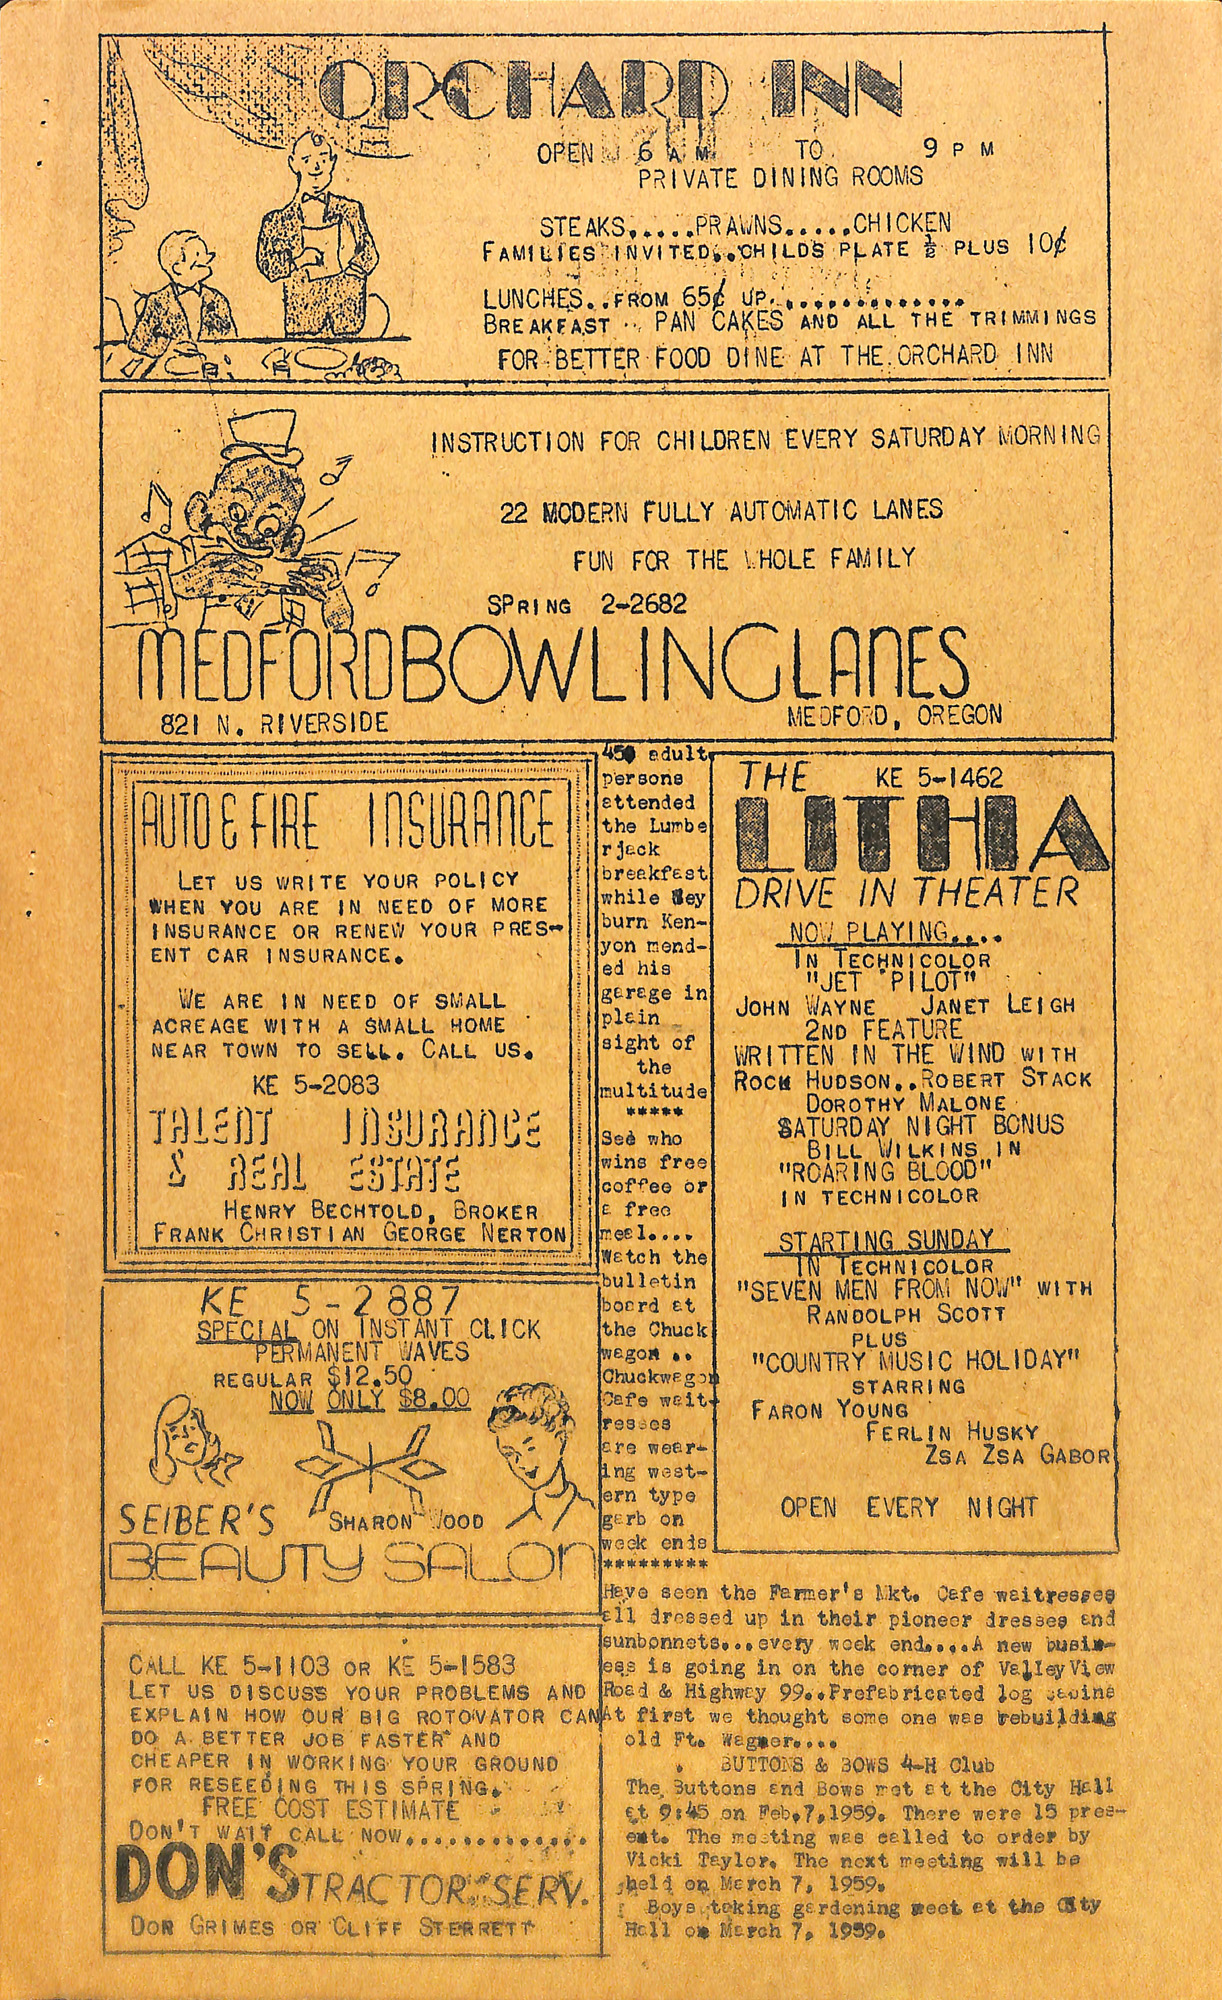 ORCHARD INN
OPEN 6 A M TO 9 P M
PRIVATE DINING ROOMS
STEAKS.....PRAWNS.....CHICKEN
FAMILIES INVITED..CHILDS PLATE ½ PLUS 10¢
LUNCHES..FROM 65¢ UP..............
BREAKFAST .. PAN CAKES AND ALL THE TRIMMINGS
FOR BETTER FOOD DINE AT THE ORCHARD INN
INSTRUCTION FOR CHILDREN EVERY SATURDAY MORNING
22 MODERN FULLY AUTOMATIC LANES
FUN FOR THE WHOLE FAMILY
SPRING 2-2682
MEDFORD BOWLING LANES
821 N. RIVERSIDE
MEDFORD, OREGON
AUTO & FIRE INSURANCE
LET US WRITE YOUR POLICY
WHEN YOU ARE IN NEED OF MORE
INSURANCE OR RENEW YOUR PRES-
ENT CAR INSURANCE.
WE ARE IN NEED OF SMALL
ACREAGE WITH A SMALL HOME
NEAR TOWN TO SELL. CALL US.
KE 5-2083
TALENT INSURANCE
& REAL ESTATE
HENRY BECHTOLD, BROKER
FRANK CHRISTIAN GEORGE NERTON
KE 5-2887
SPECIAL ON INSTANT CLICK
PERMANENT WAVES
REGULAR $12.50
NOW ONLY $8.00
SEIBER'S
SHARON WOOD
BEAUTY SALON
CALL KE 5-1103 OR KE 5-1583
LET US DISCUSS YOUR PROBLEMS AND
EXPLAIN HOW OUR BIG ROTOVATOR CAN
DO A BETTER JOB FASTER AND
CHEAPER IN WORKING YOUR GROUND
FOR RESEEDING THIS SPRING.
FREE COST ESTIMATE
DON'T WAIT CALL NOW..............
DON'S TRACTOR SERV.
DON GRIMES OR CLIFF STERRETT
450 adult
persons
attended
the Lumbe
rjack
breakfast
while Sey
burn Ken-
yon mend-
ed his
garage in
plain
sight of
the
multitude
*****
See who
wins free
coffee or
a free
meal....
Watch the
bulletin
board at
the Chuck
wagon ..
Chuckwagon
Cafe wait-
resses
are wear-
ing west-
ern type
garb on
week ends
*********
THE KE 5-1462
LITHIA
DRIVE IN THEATER
NOW PLAYING....
IN TECHNICOLOR
"JET PILOT"
JOHN WAYNE JANET LEIGH
2ND FEATURE
WRITTEN IN THE WIND WITH
ROCK HUDSON..ROBERT STACK
DOROTHY MALONE
SATURDAY NIGHT BONUS
BILL WILKINS IN
"ROARING BLOOD"
IN TECHNICOLOR
STARTING SUNDAY
IN TECHNICOLOR
"SEVEN MEN FROM NOW" WITH
RANDOLPH SCOTT
PLUS
"COUNTRY MUSIC HOLIDAY"
STARRING
FARON YOUNG
FERLIN HUSKY
ZSA ZSA GABOR
OPEN EVERY NIGHT
Have seen the Farmer's Mkt. Cafe waitresses
all dressed up in their pioneer dresses and
sunbonnets...every week end....A new busin-
ess is going in on the corner of Valley View
Road & Highway 99..Prefabricated log cabins
At first we thought some one was rebuilding
old Ft. Wagner....
BUTTONS & BOWS 4-H Club
The Buttons and Bows met at the City Hall
at 9:45 on Feb.7,1959. There were 15 pres-
ent. The meeting was called to order by
Vicki Taylor. The next meeting will be
held on March 7, 1959.
Boys taking gardening meet at the City
Hall on March 7, 1959.